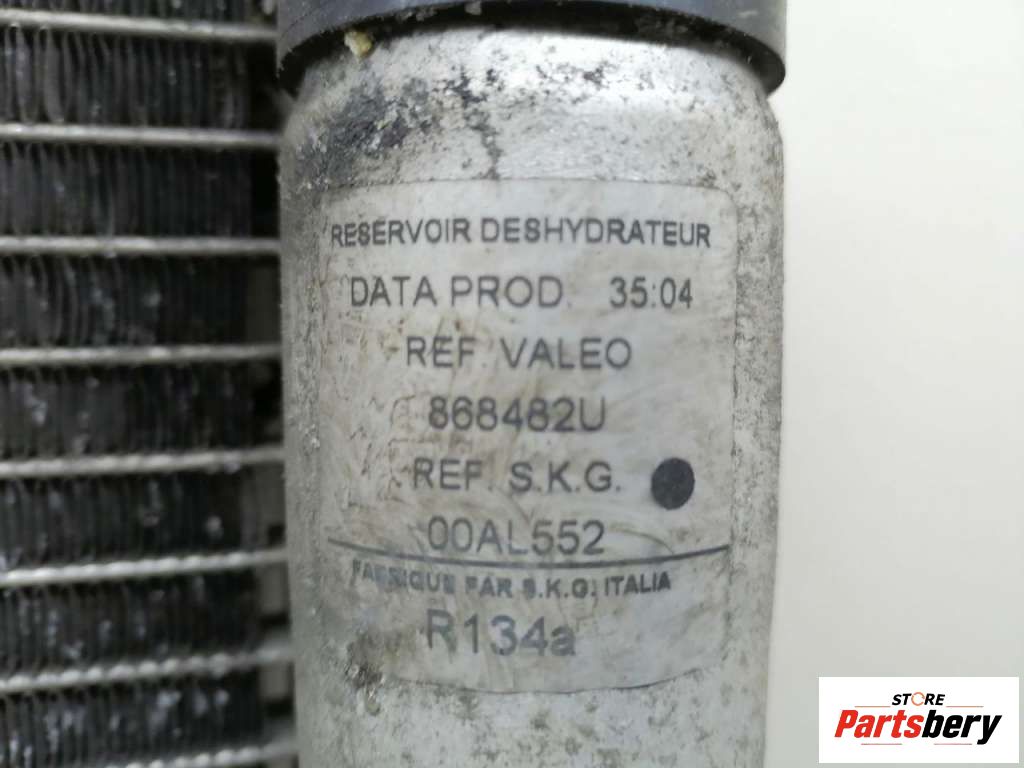 RESERVOIR DESHYDRATEUR
DATA PROD. 35:04
REF. VALEO
868482U
REF. S.K.G.
00AL552
FABRIQUE PAR S.K.G. ITALIA
R134a
STORE
Partsbery